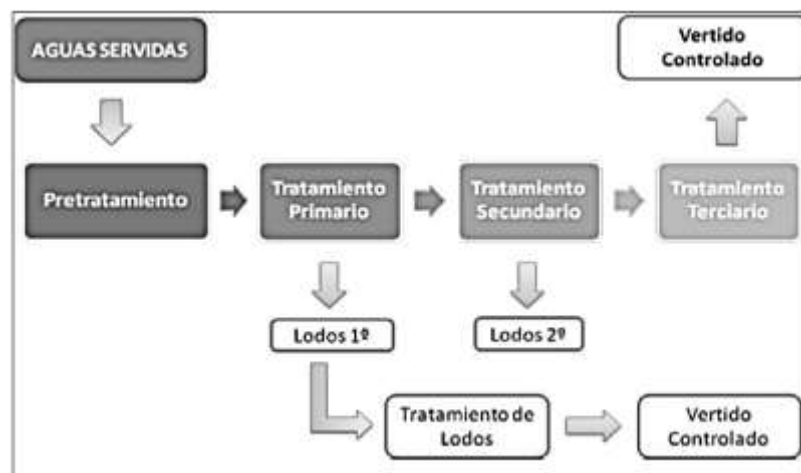 AGUAS SERVIDAS
Vertido
Controlado
Pretratamiento
Tratamiento
Primario
Tratamiento
Secundario
Tratamiento
Terciario
Lodos 1º
Lodos 2º
Tratamiento de
Lodos
Vertido
Controlado